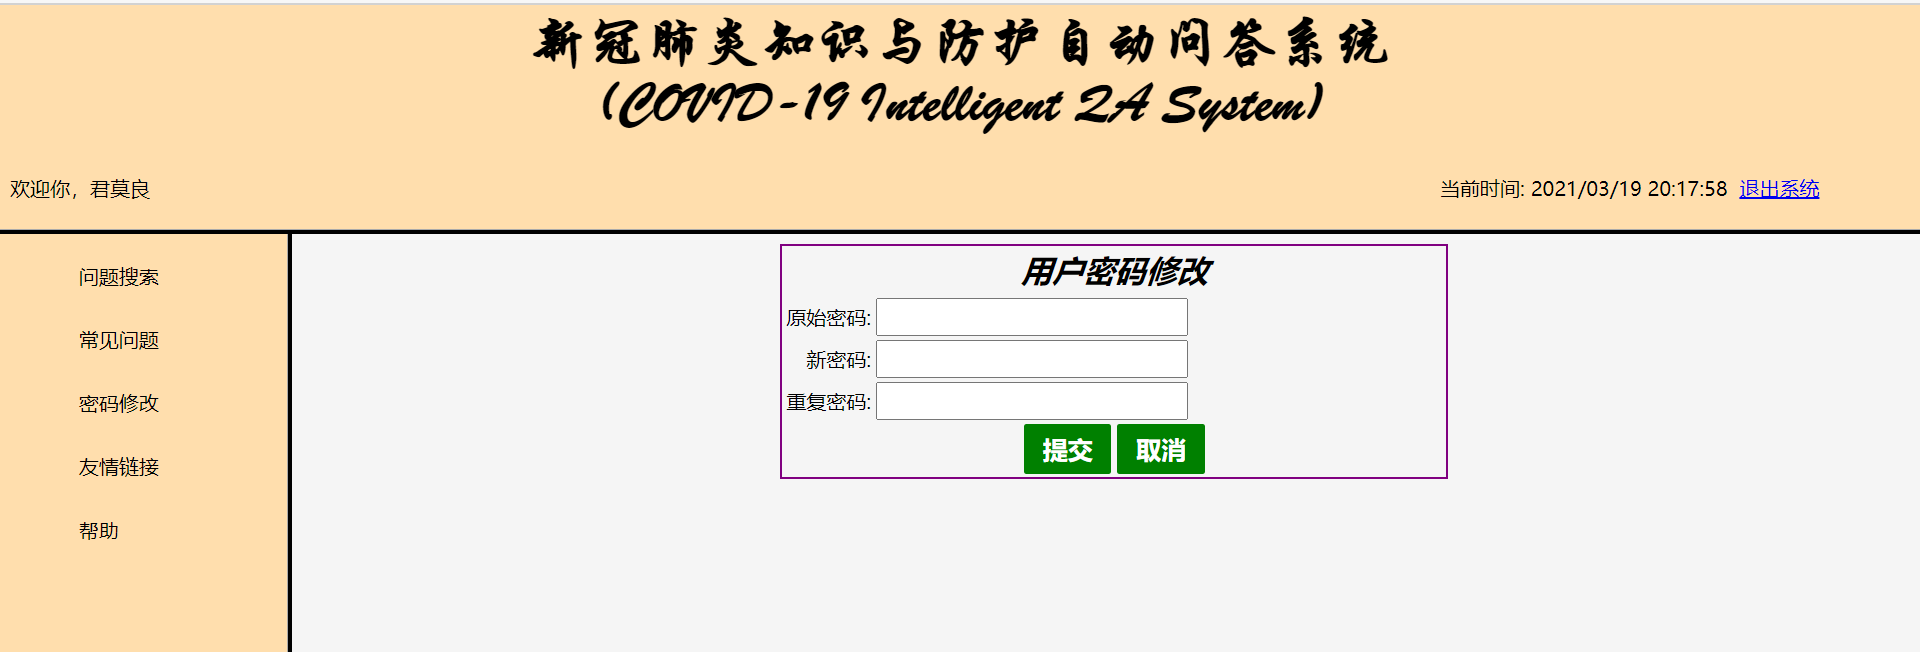 新冠肺炎知识与防护自动问答系统
(COVID-19 Intelligent QA System)
欢迎你，君莫良
当前时间: 2021/03/19 20:17:58 退出系统
问题搜索
常见问题
密码修改
友情链接
帮助
用户密码修改
原始密码:
新密码:
重复密码:
提交 取消